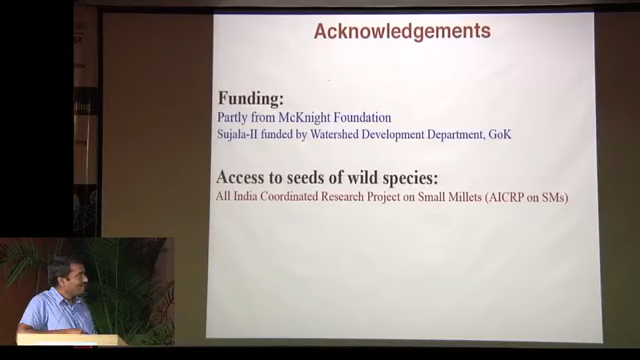 Acknowledgements
Funding:
Partly from McKnight Foundation
Sujala-II funded by Watershed Development Department, GoK
Access to seeds of wild species:
All India Coordinated Research Project on Small Millets (AICRP on SMs)